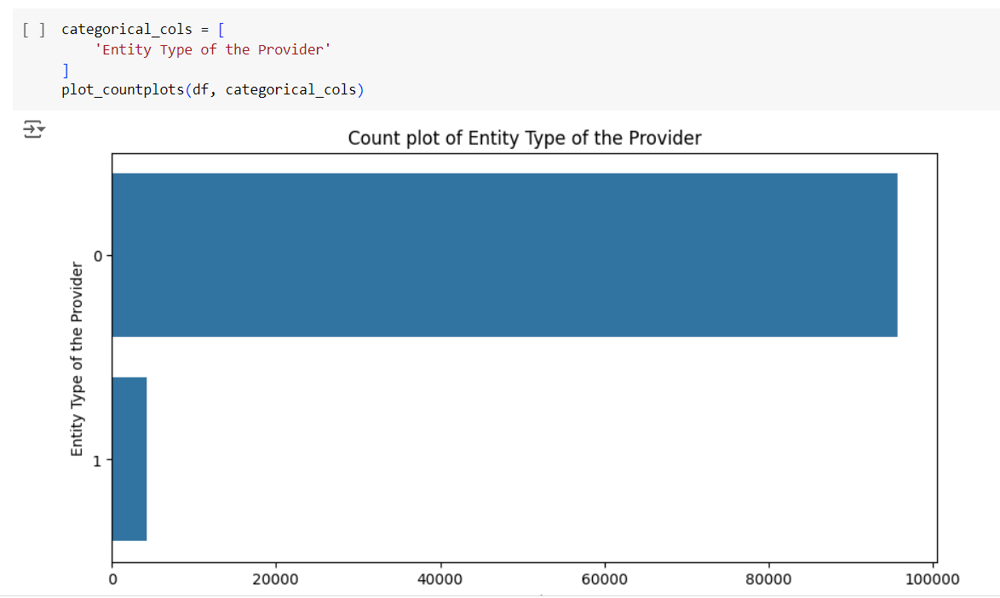 [ ] categorical_cols = [
'Entity Type of the Provider'
]
plot_countplots(df, categorical_cols)
Count plot of Entity Type of the Provider
Entity Type of the Provider
0
1
0 20000 40000 60000 80000 100000